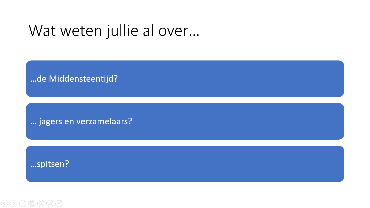 Wat weten jullie al over...
...de Middensteentijd?
... jagers en verzamelaars?
...spitsen?